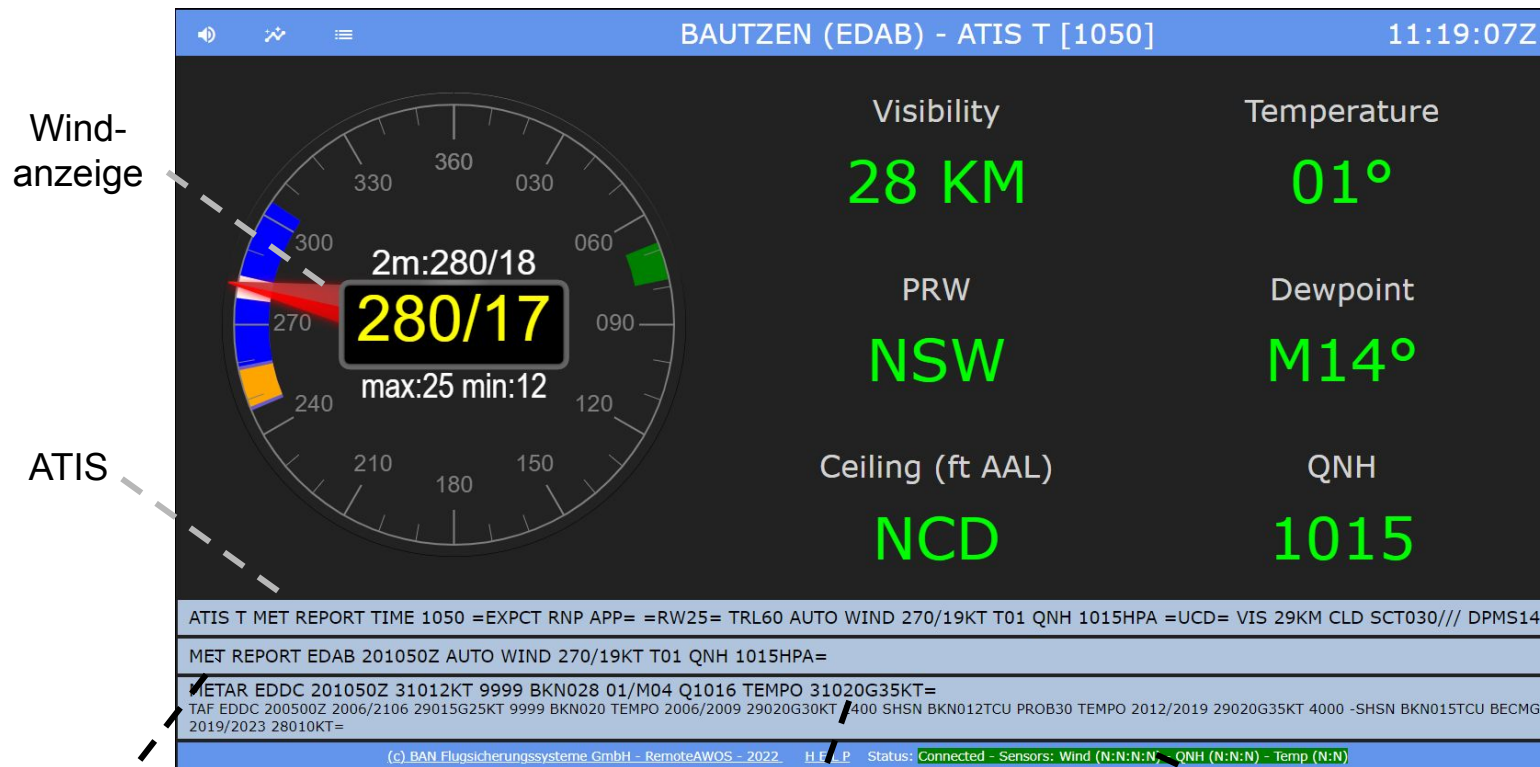 BAUTZEN (EDAB) - ATIS T [1050]
11:19:07Z
Wind-
anzeige
360
030
060
090
120
150
180
210
240
270
300
330
2m:280/18
280/17
max:25 min:12
Visibility
28 KM
Temperature
01°
PRW
NSW
Dewpoint
M14°
Ceiling (ft AAL)
NCD
QNH
1015
ATIS
ATIS T MET REPORT TIME 1050 =EXPCT RNP APP= =RW25= TRL60 AUTO WIND 270/19KT T01 QNH 1015HPA =UCD= VIS 29KM CLD SCT030/// DPMS14
MET REPORT EDAB 201050Z AUTO WIND 270/19KT T01 QNH 1015HPA=
METAR EDDC 201050Z 31012KT 9999 BKN028 01/M04 Q1016 TEMPO 31020G35KT=
TAF EDDC 200500Z 2006/2106 29015G25KT 9999 BKN020 TEMPO 2006/2009 29020G30KT SHSN BKN012TCU PROB30 TEMPO 2012/2019 29020G35KT 4000 -SHSN BKN015TCU BECMG
2019/2023 28010KT=
(c) BAN Flugsicherungssysteme GmbH - RemoteAWOS - 2022 H E L P Status: Connected - Sensors: Wind (N:N:N:N) - QNH (N:N:N) - Temp (N:N)